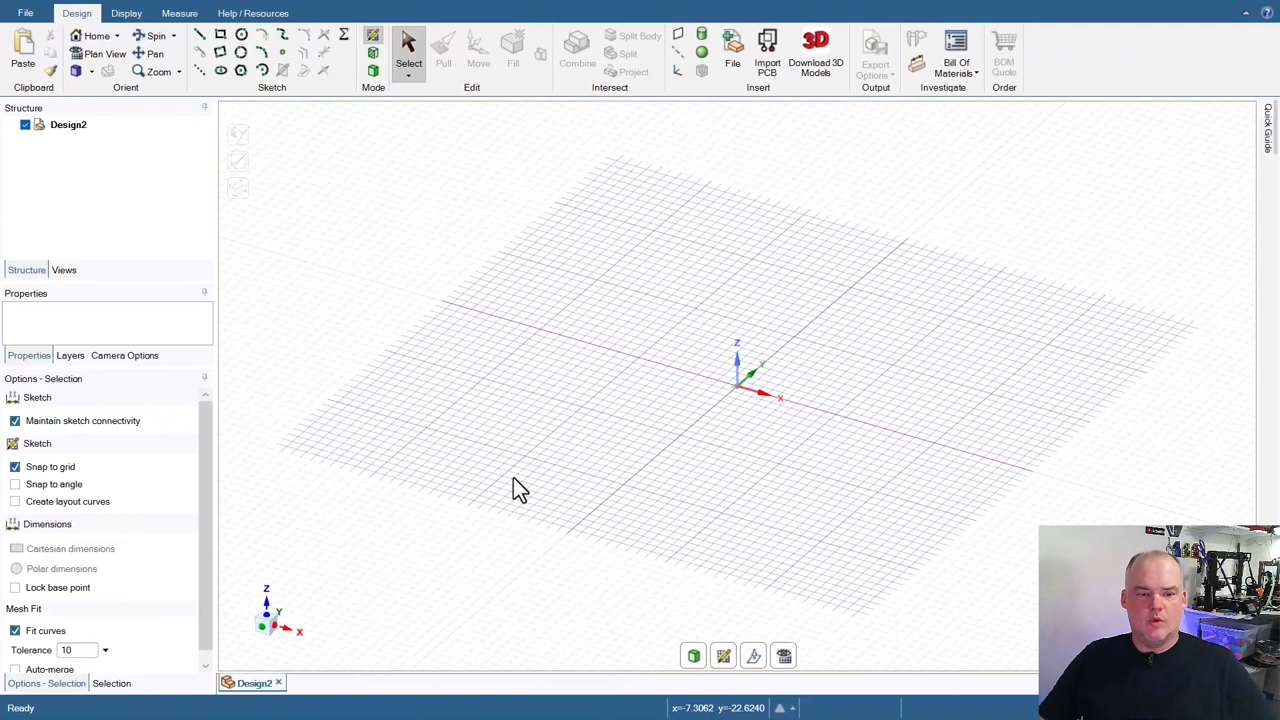 File Design Display Measure Help / Resources
Paste
Clipboard
Home Spin
Plan View Pan
Zoom
Orient
Sketch
Mode
Select Pull Move Fill
Edit
Combine Split Body
Split
Project
Intersect
File Import PCB 3D Download 3D Models
Insert
Export Options
Output
Bill Of Materials
Investigate
BOM Quote
Order
Structure
Design2
Structure Views
Properties
Properties Layers Camera Options
Options - Selection
Sketch
Maintain sketch connectivity
Sketch
Snap to grid
Snap to angle
Create layout curves
Dimensions
Cartesian dimensions
Polar dimensions
Lock base point
Mesh Fit
Fit curves
Tolerance 10
Auto-merge
Options - Selection Selection
Quick Guide
Z
Y
X
Z
Y
X
Design2
Ready x=-7.3062 y=-22.6240